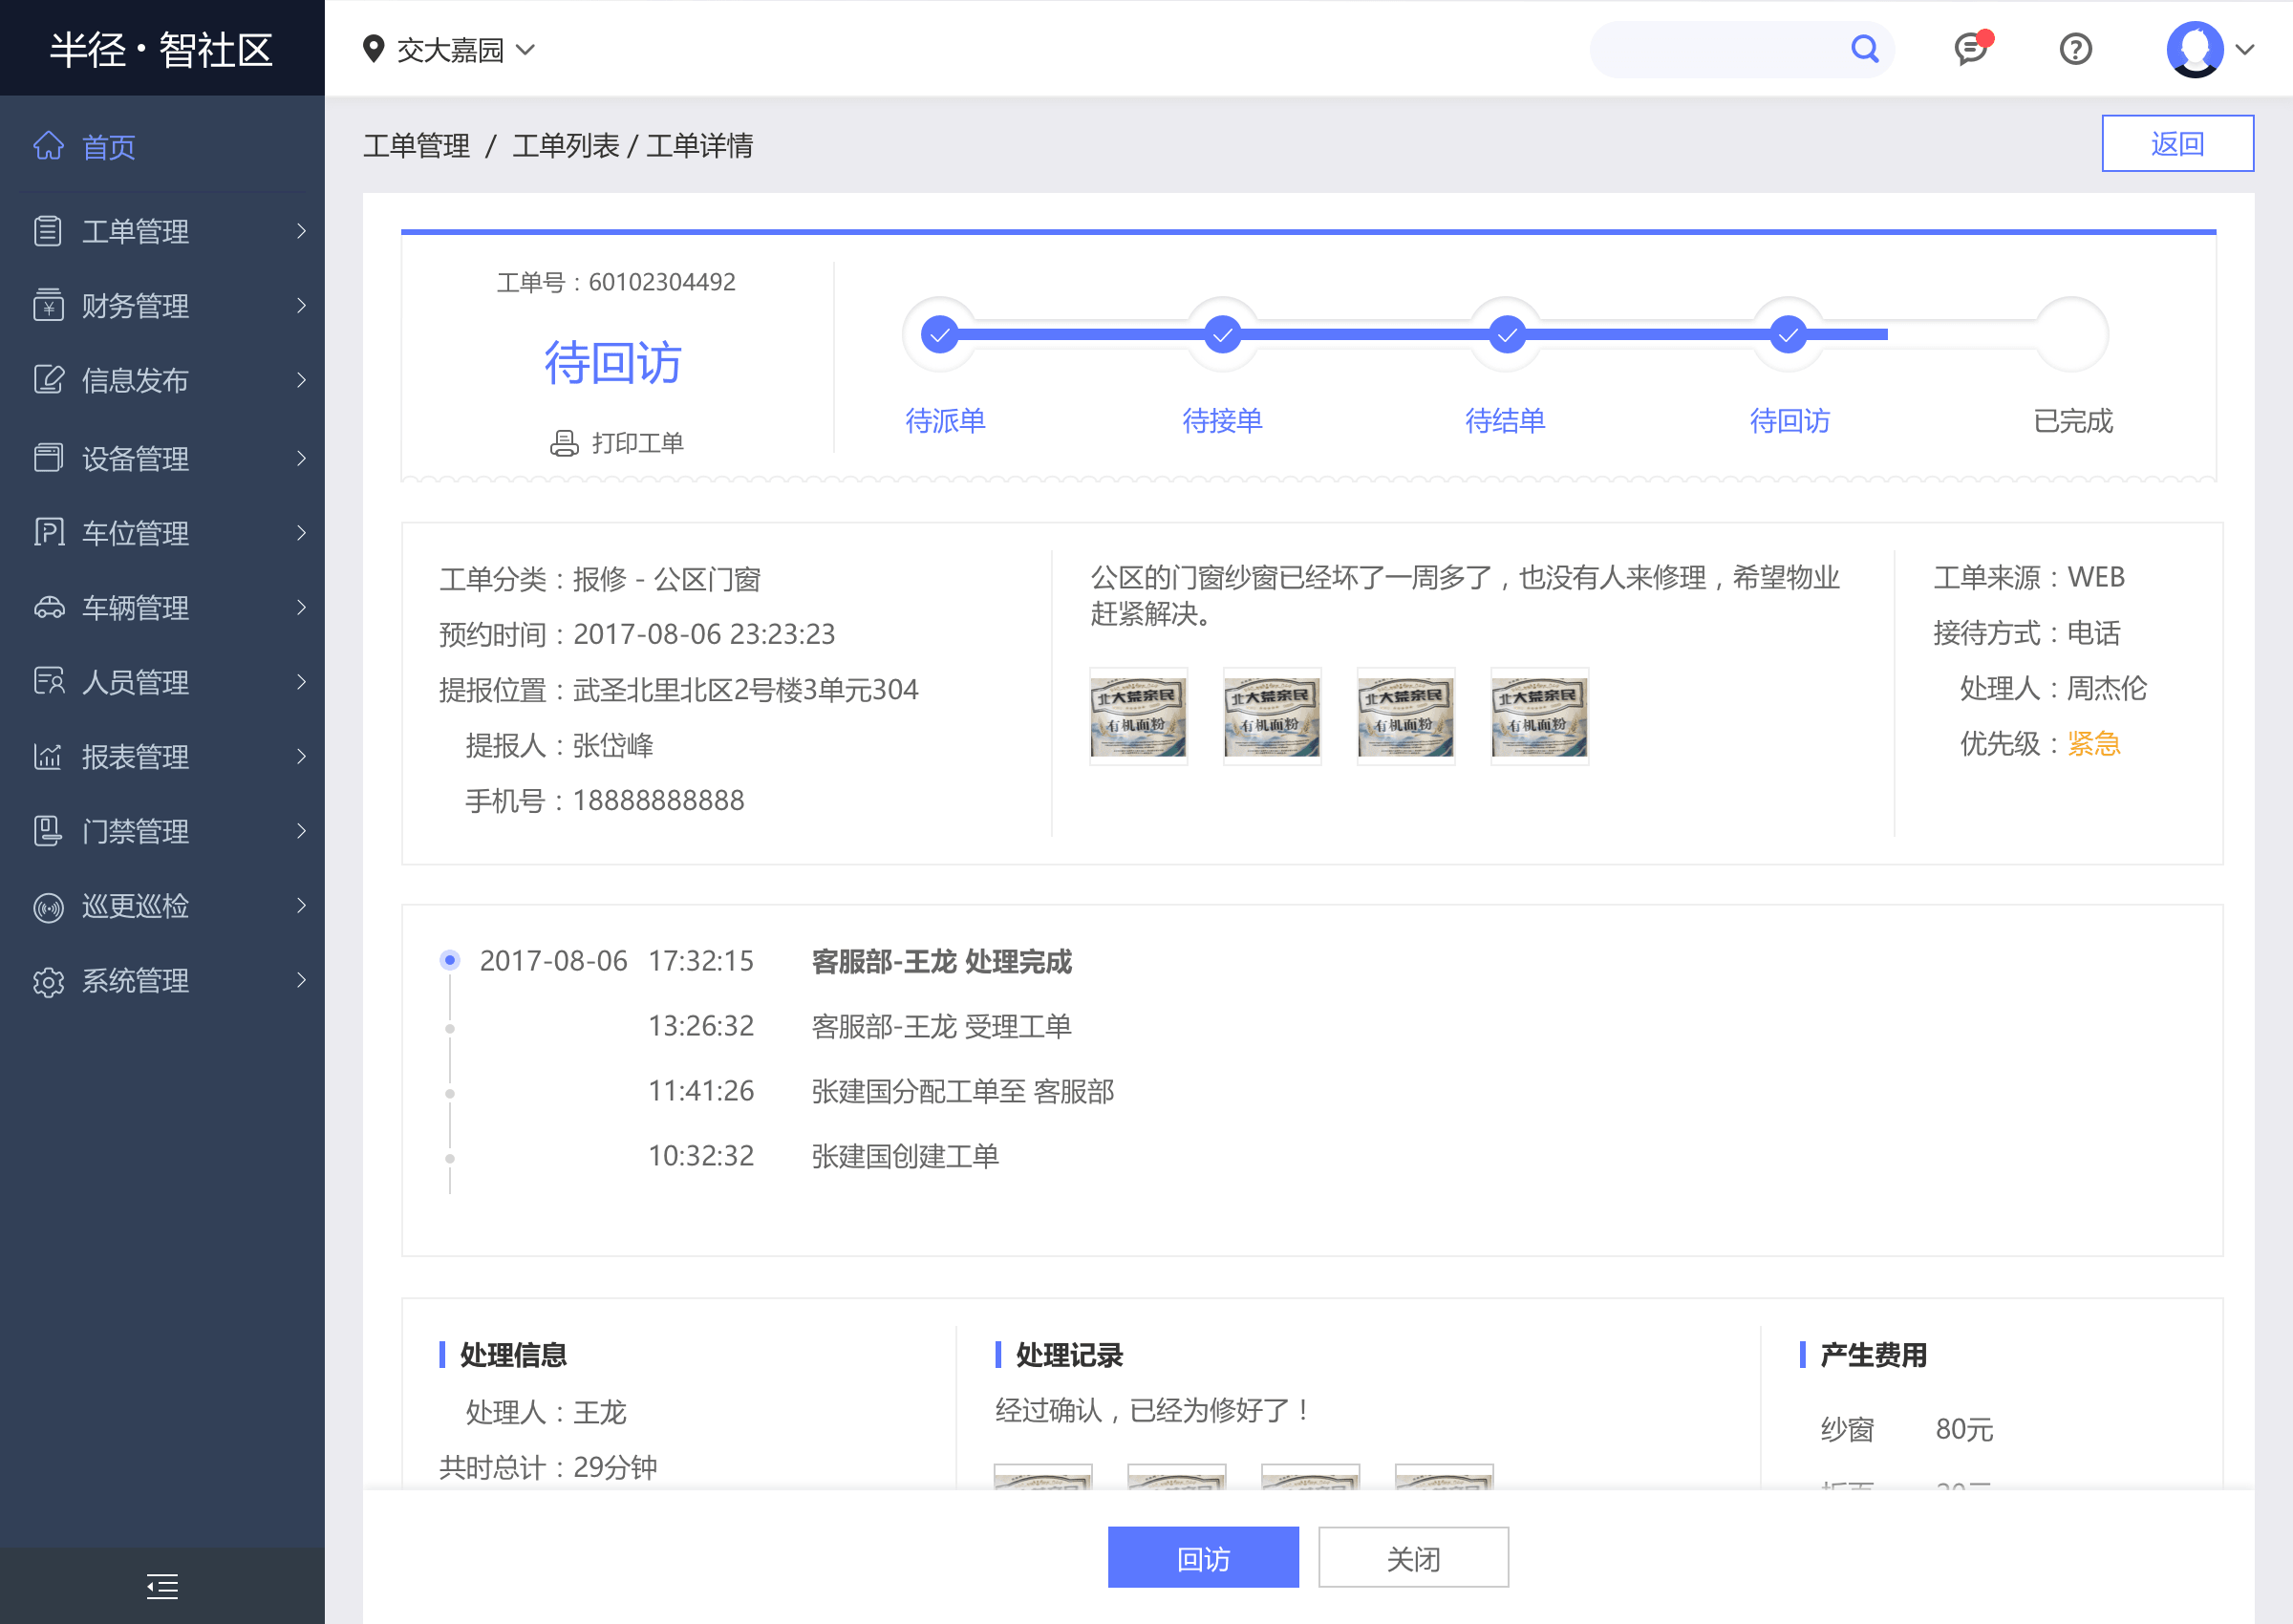 半径·智社区
交大嘉园
首页
工单管理
财务管理
信息发布
设备管理
车位管理
车辆管理
人员管理
报表管理
门禁管理
巡更巡检
系统管理
工单管理 / 工单列表 / 工单详情
返回
工单号：60102304492
待回访
打印工单
待派单
待接单
待结单
待回访
已完成
工单分类：报修 - 公区门窗
预约时间：2017-08-06 23:23:23
提报位置：武圣北里北区2号楼3单元304
提报人：张岱峰
手机号：18888888888
公区的门窗纱窗已经坏了一周多了，也没有人来修理，希望物业
赶紧解决。
北大荒亲民
有机面粉
北大荒亲民
有机面粉
北大荒亲民
有机面粉
北大荒亲民
有机面粉
工单来源：WEB
接待方式：电话
处理人：周杰伦
优先级：紧急
2017-08-06 17:32:15 客服部-王龙 处理完成
13:26:32 客服部-王龙 受理工单
11:41:26 张建国分配工单至 客服部
10:32:32 张建国创建工单
处理信息
处理人：王龙
共时总计：29分钟
处理记录
经过确认，已经为修好了！
产生费用
纱窗 80元
回访
关闭